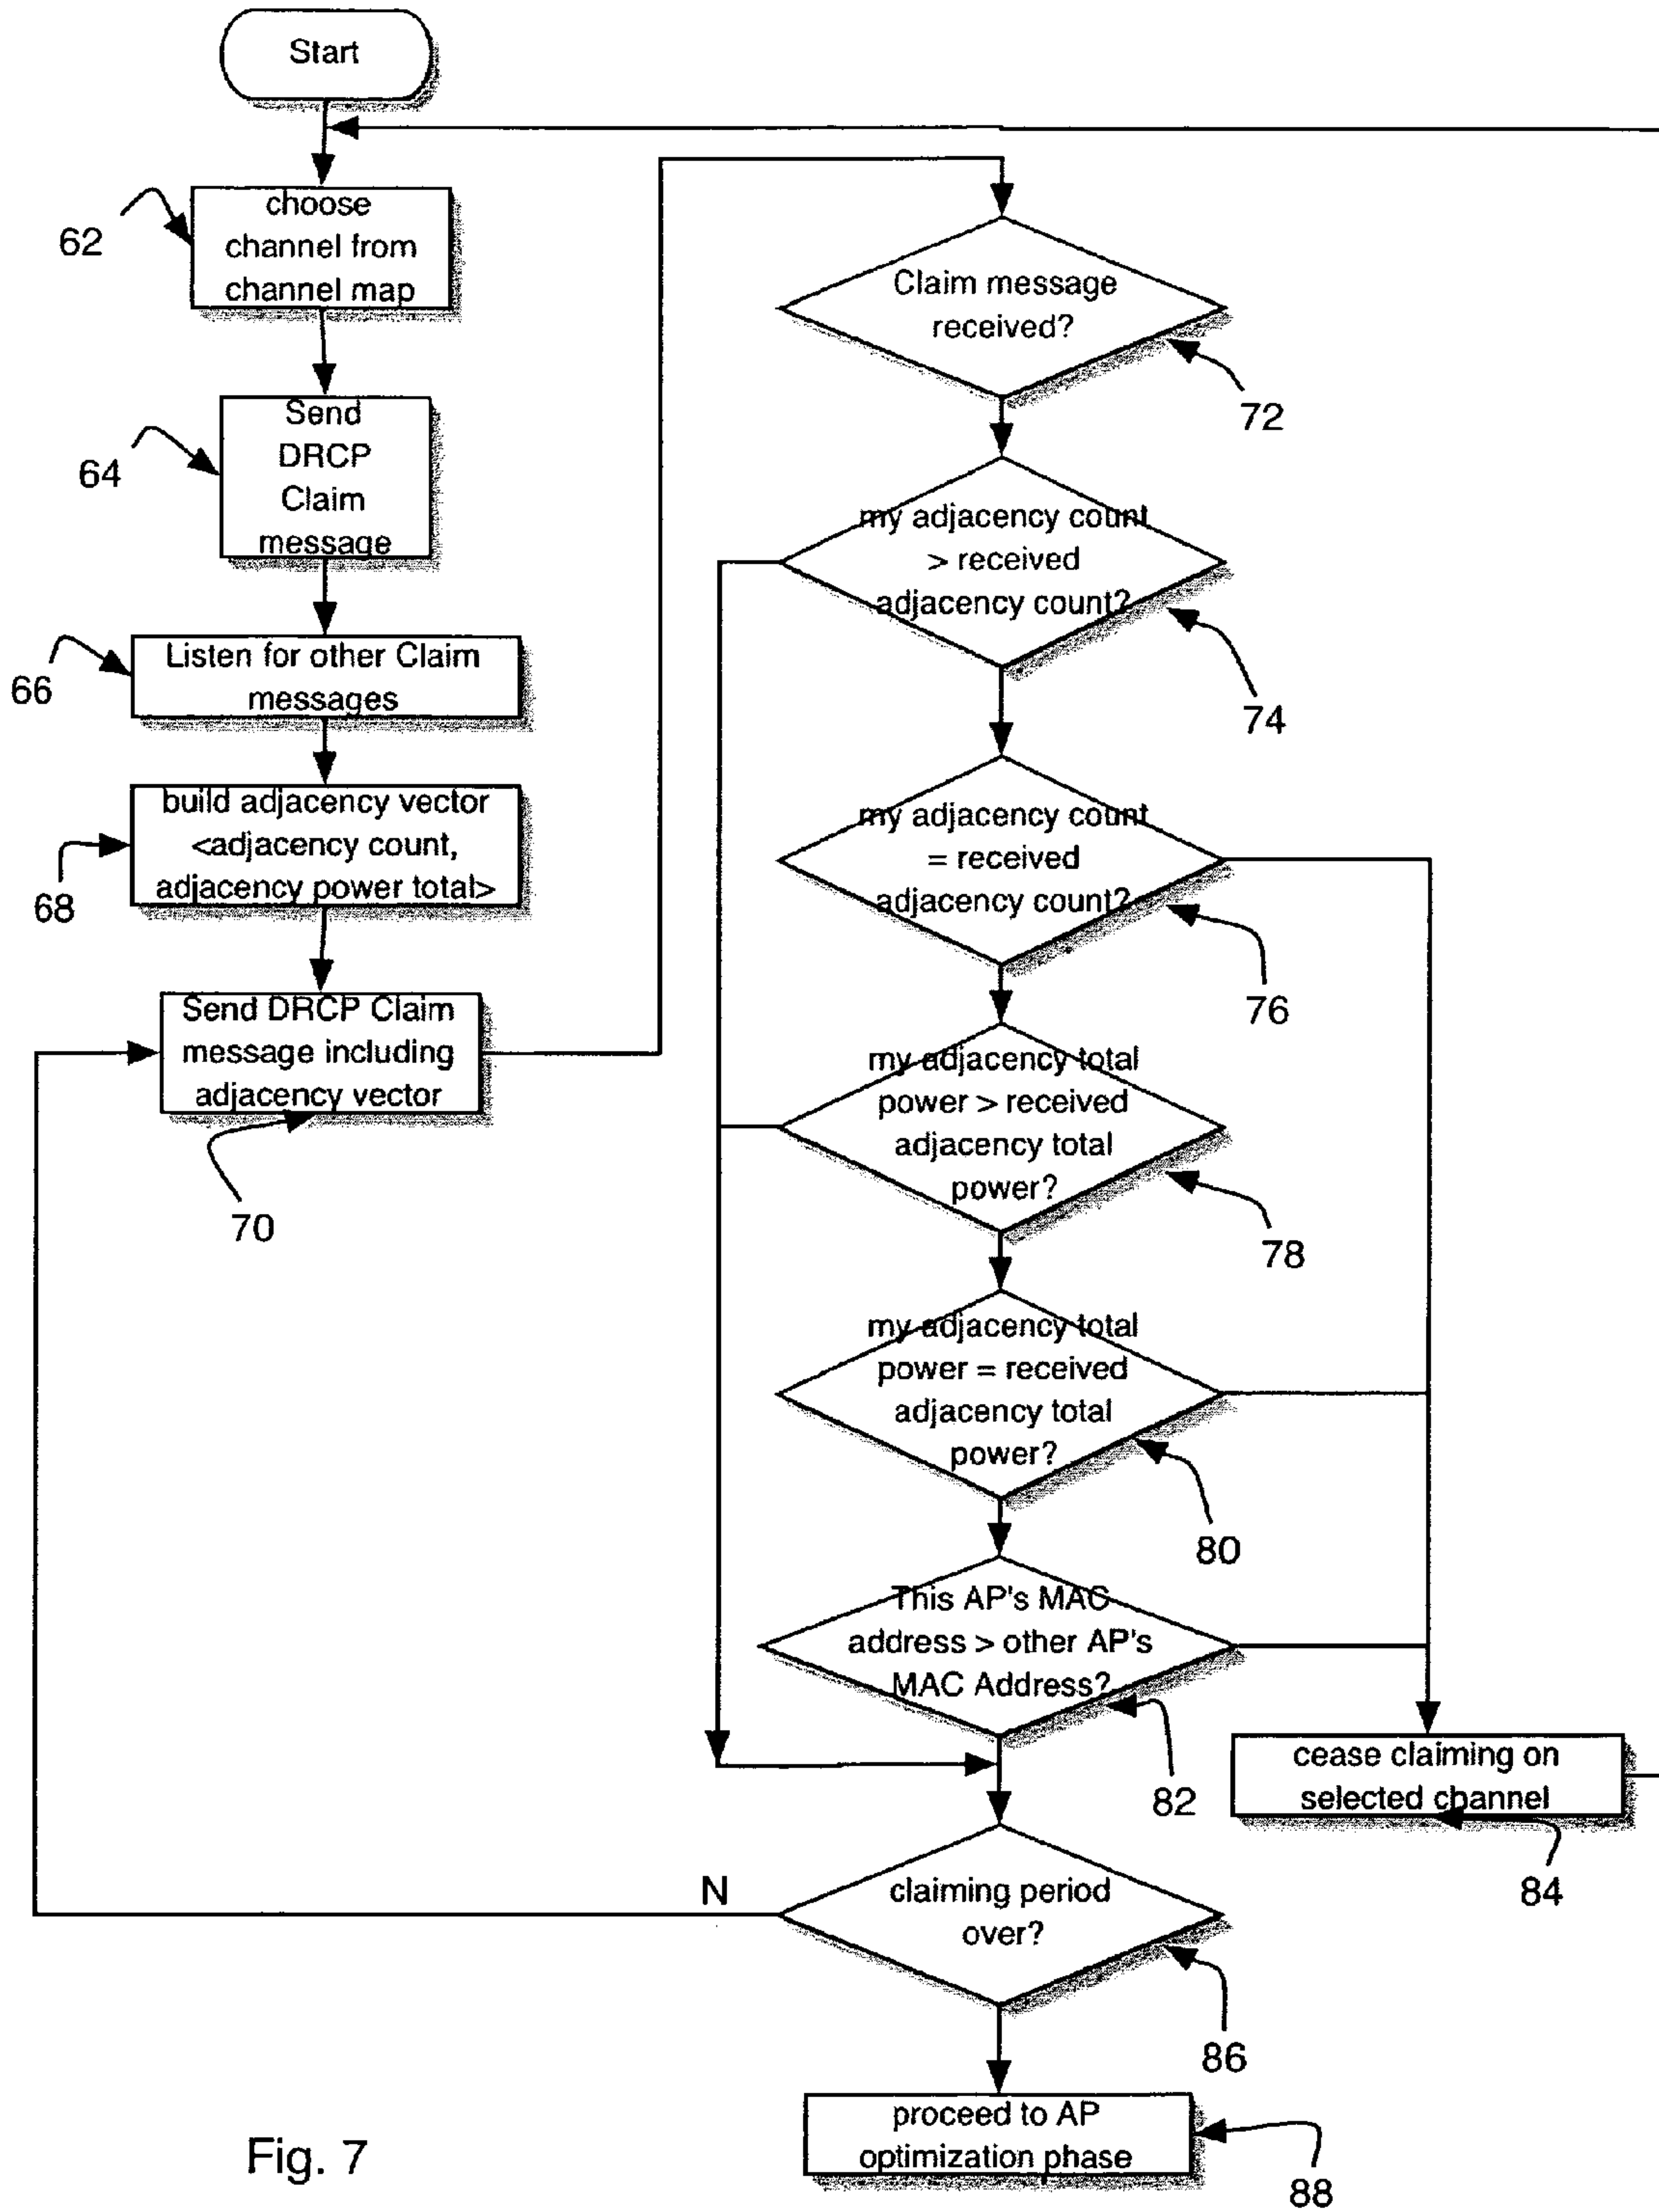 Start
choose
channel from
channel map
62
Send
DRCP
Claim
message
64
Listen for other Claim
messages
66
build adjacency vector
<adjacency count,
adjacency power total>
68
Send DRCP Claim
message including
adjacency vector
70
Claim message
received?
72
my adjacency count
> received
adjacency count?
74
my adjacency count
= received
adjacency count?
76
my adjacency total
power > received
adjacency total
power?
78
my adjacency total
power = received
adjacency total
power?
80
This AP's MAC
address > other AP's
MAC Address?
82
cease claiming on
selected channel
84
N
claiming period
over?
86
proceed to AP
optimization phase
88
Fig. 7